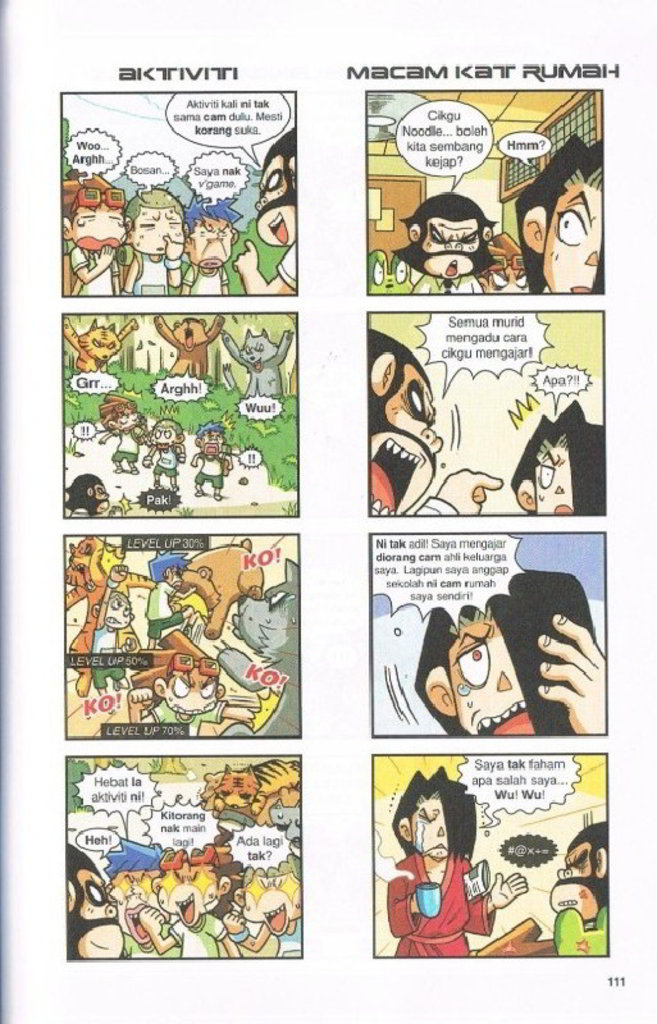 AKTIVITI
Aktiviti kali ni tak
sama cam dulu. Mesti
korang suka.
Woo...
Arghh...
Bosan...
Saya nak
v'game.
Grr...
Arghh!
Wuu!
!!
!!
Pak!
LEVEL UP 30%
KO!
LEVEL UP 50%
KO!
KO!
LEVEL UP 70%
Hebat la
aktiviti ni!
Heh!
Kitorang
nak main
lagi!
Ada lagi
tak?
MACAM KAT RUMAH
Cikgu
Noodle... boleh
kita sembang
kejap?
Hmm?
Semua murid
mengadu cara
cikgu mengajar!
Apa?!!
Ni tak adil! Saya mengajar
diorang cam ahli keluarga
saya. Lagipun saya anggap
sekolah ni cam rumah
saya sendiri!
Saya tak faham
apa salah saya...
Wu! Wu!
#@x÷=
111